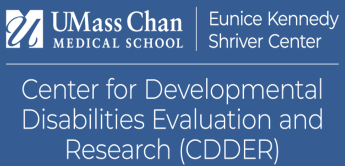 UMass Chan
MEDICAL SCHOOL
Eunice Kennedy
Shriver Center
Center for Developmental
Disabilities Evaluation and
Research (CDDER)